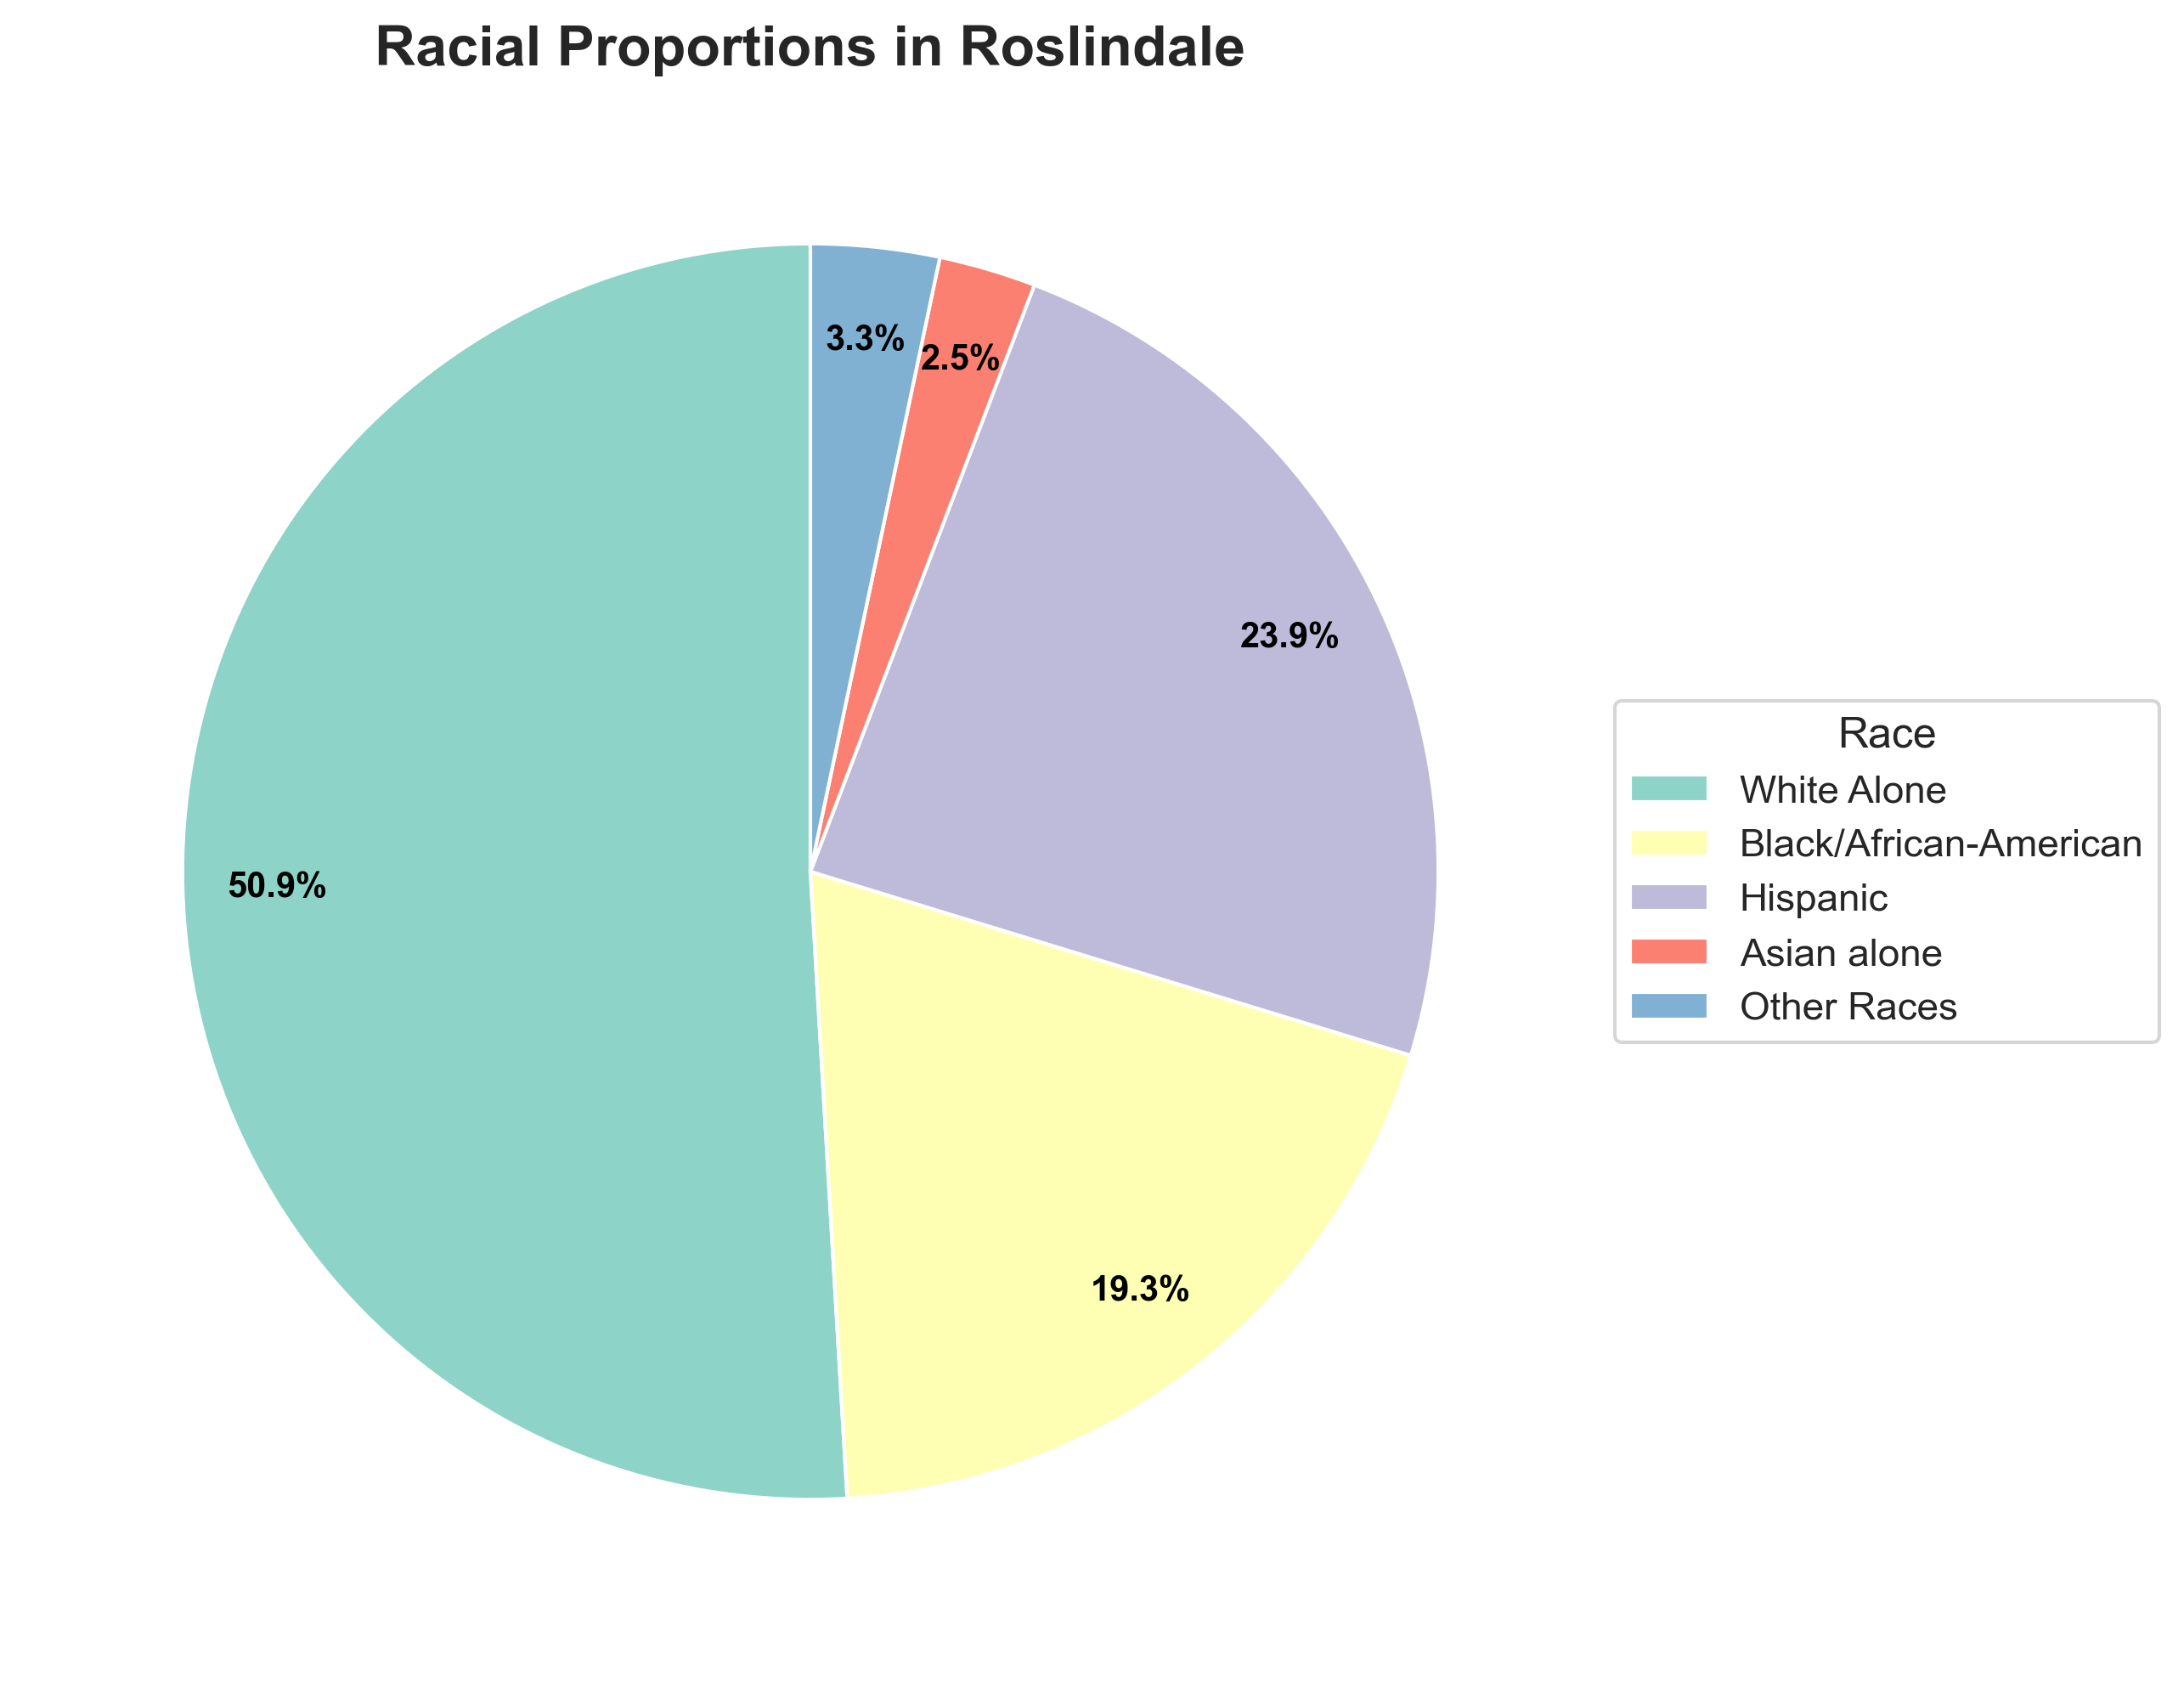 Racial Proportions in Roslindale
3.3%
2.5%
23.9%
50.9%
19.3%
Race
White Alone
Black/African-American
Hispanic
Asian alone
Other Races